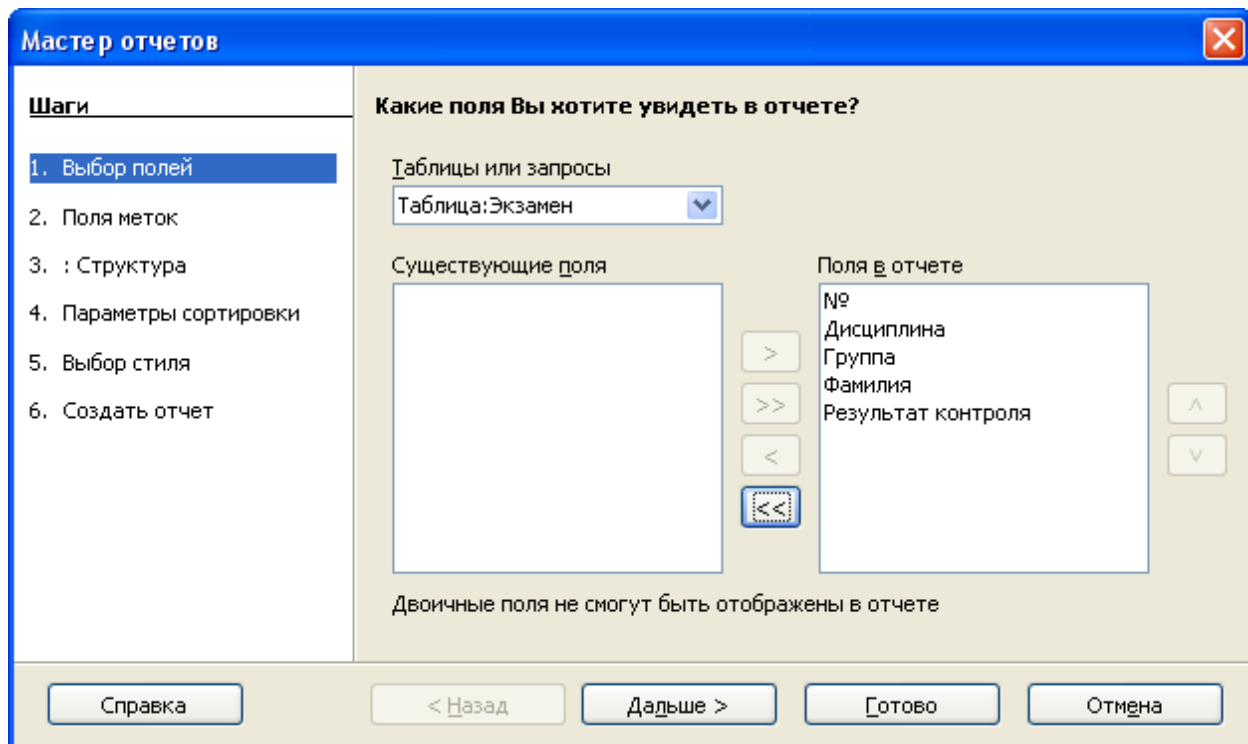 Мастер отчетов
Шаги
1. Выбор полей
2. Поля меток
3. : Структура
4. Параметры сортировки
5. Выбор стиля
6. Создать отчет
Какие поля Вы хотите увидеть в отчете?
Таблицы или запросы
Таблица:Экзамен
Существующие поля
Поля в отчете
№
Дисциплина
Группа
Фамилия
Результат контроля
>
>>
<
<<
Двоичные поля не смогут быть отображены в отчете
Справка
< Назад
Дальше >
Готово
Отмена